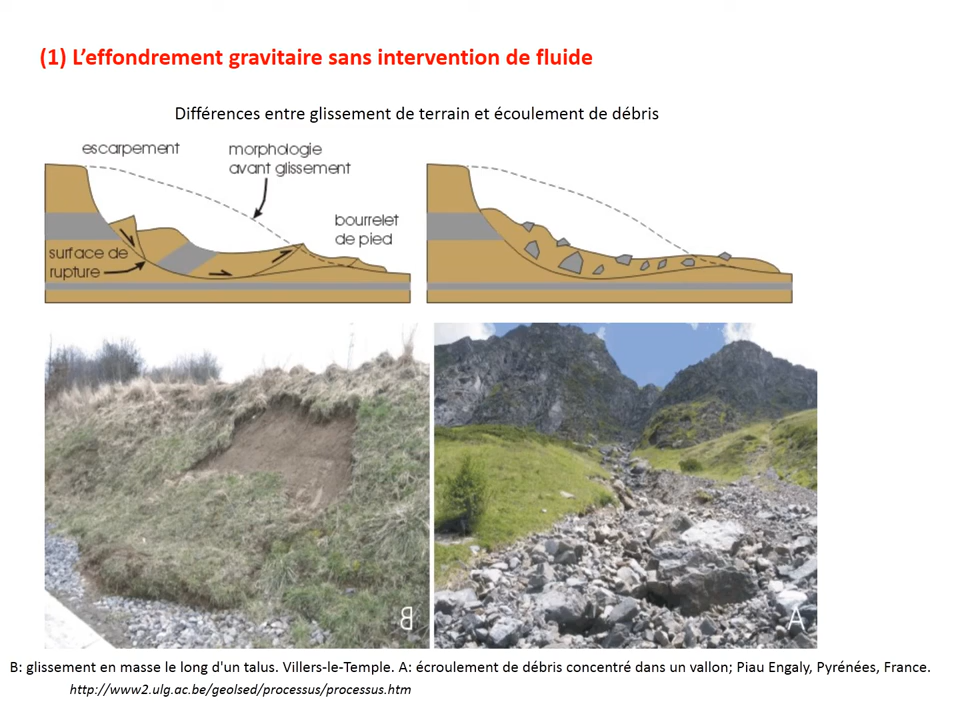 (1) L’effondrement gravitaire sans intervention de fluide
Différences entre glissement de terrain et écoulement de débris
escarpement
morphologie
avant glissement
bourrelet
de pied
surface de
rupture
B
A
B: glissement en masse le long d'un talus. Villers-le-Temple. A: écroulement de débris concentré dans un vallon; Piau Engaly, Pyrénées, France.
http://www2.ulg.ac.be/geolsed/processus/processus.htm